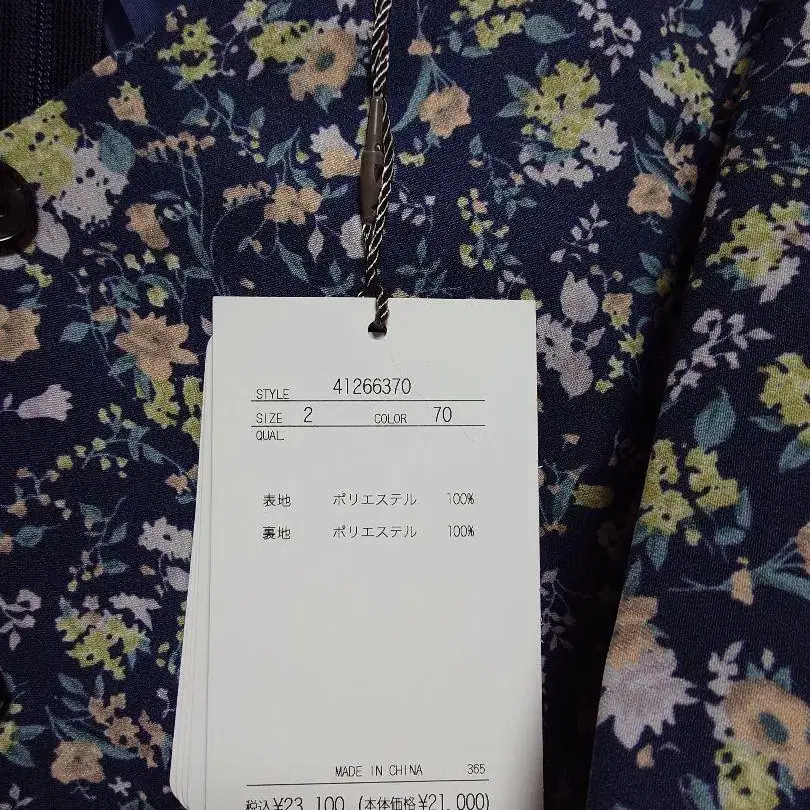 STYLE 41266370
SIZE 2 COLOR 70
QUAL.
表地 ポリエステル 100%
裏地 ポリエステル 100%
MADE IN CHINA 365
税込¥23,100 (本体価格¥21,000)